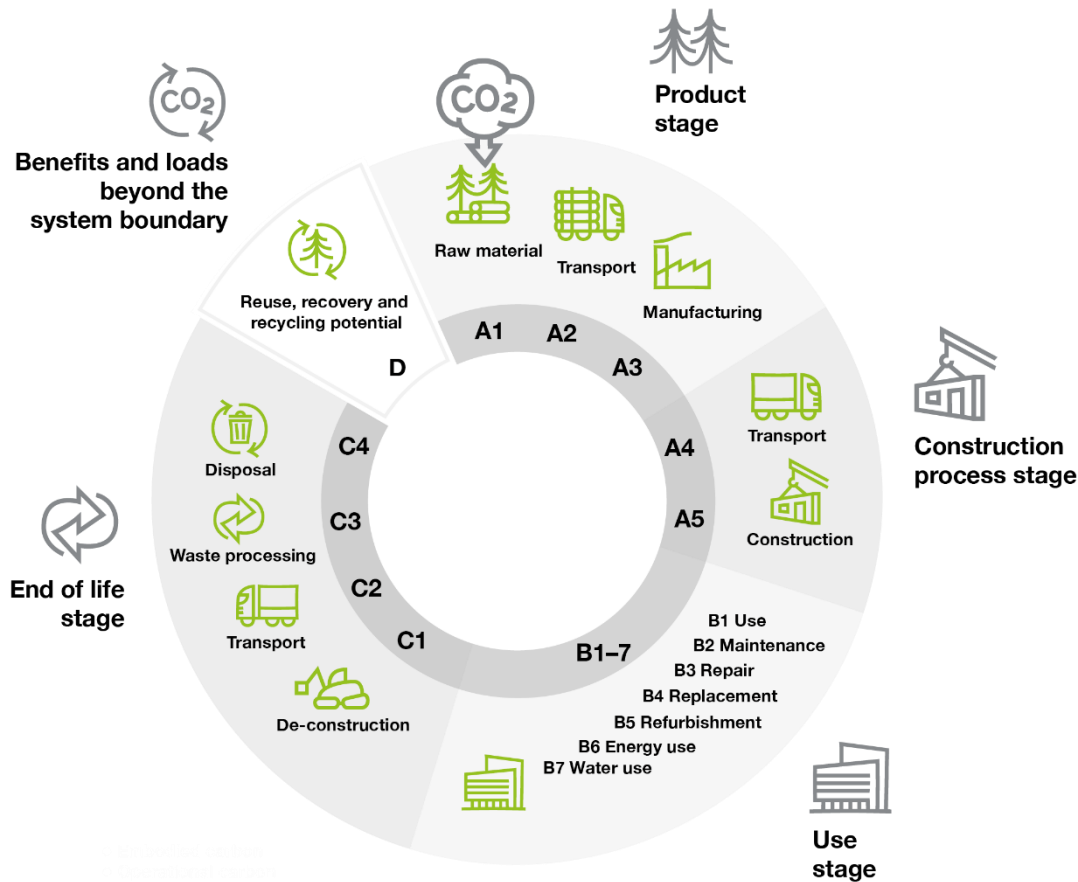 CO2
Product
stage
CO2
Benefits and loads
beyond the
system boundary
Raw material
Transport
Manufacturing
Reuse, recovery and
recycling potential
A1
A2
A3
D
Transport
Construction
process stage
Disposal
C4
A4
Waste processing
C3
A5
Construction
End of life
stage
C2
Transport
C1
B1–7
B1 Use
B2 Maintenance
B3 Repair
B4 Replacement
B5 Refurbishment
B6 Energy use
B7 Water use
De-construction
Use
stage